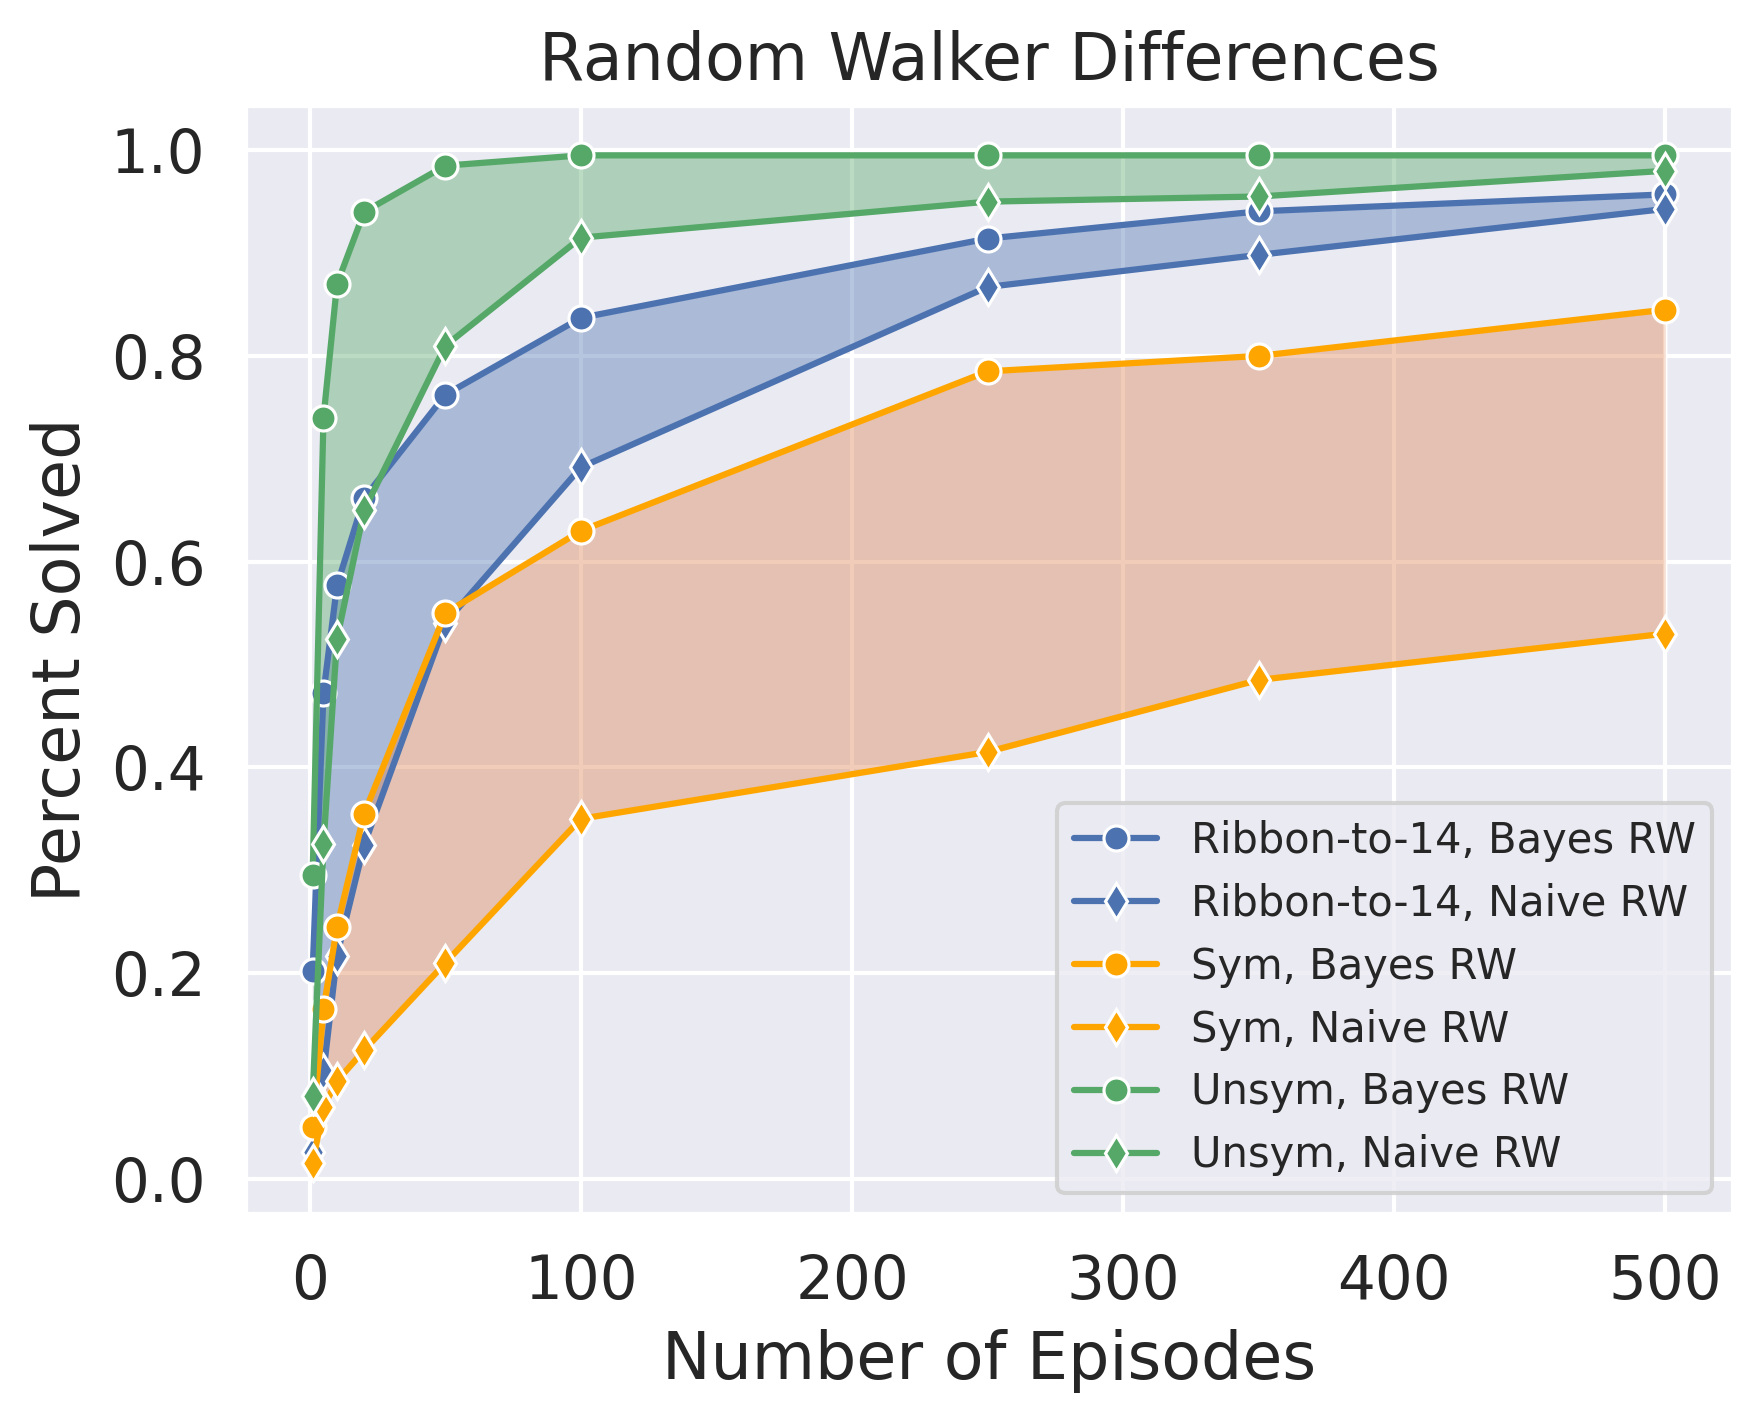 Random Walker Differences
Percent Solved
1.0
0.8
0.6
0.4
0.2
0.0
Ribbon-to-14, Bayes RW
Ribbon-to-14, Naive RW
Sym, Bayes RW
Sym, Naive RW
Unsym, Bayes RW
Unsym, Naive RW
0 100 200 300 400 500
Number of Episodes